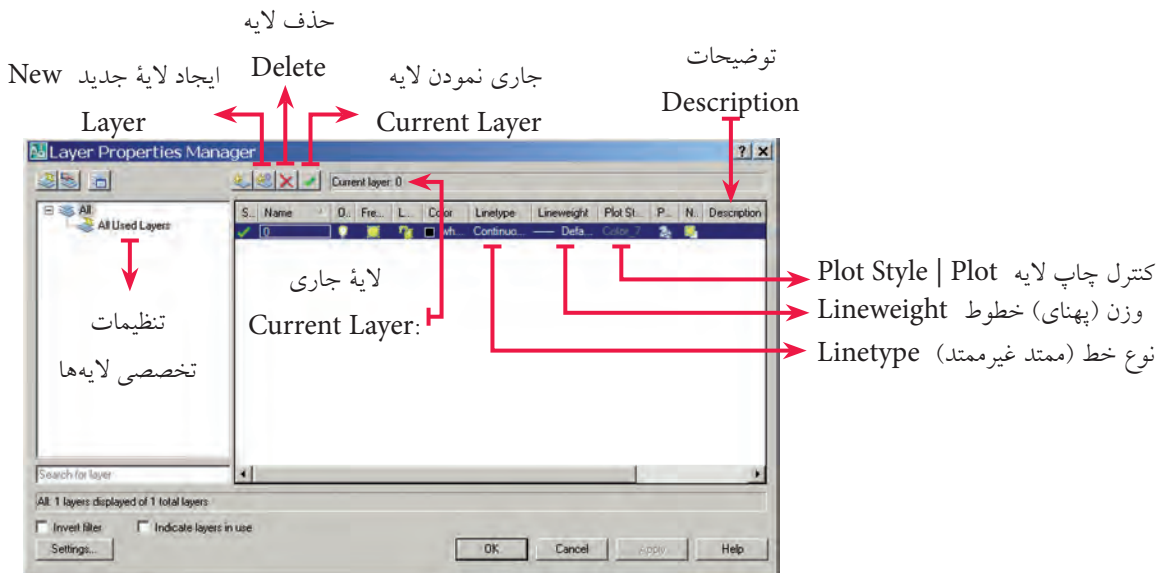 حذف لایه
Delete
ایجاد لایهٔ جدید New
Layer
جاری نمودن لایه
Current Layer
توضیحات
Description
Layer Properties Manager
Current layer: 0
All
All Used Layers
S... Name O.. Fre... L... Color Linetype Lineweight Plot St... P... N.. Description
0 wh... Continuo... Defa... Color_7
تنظیمات
تخصصی لایه‌ها
لایهٔ جاری
Current Layer:
کنترل چاپ لایه Plot Style | Plot
وزن (پهنای) خطوط Lineweight
نوع خط (ممتد غیرممتد) Linetype
Search for layer
All: 1 layers displayed of 1 total layers
Invert filter Indicate layers in use
Settings... OK Cancel Apply Help